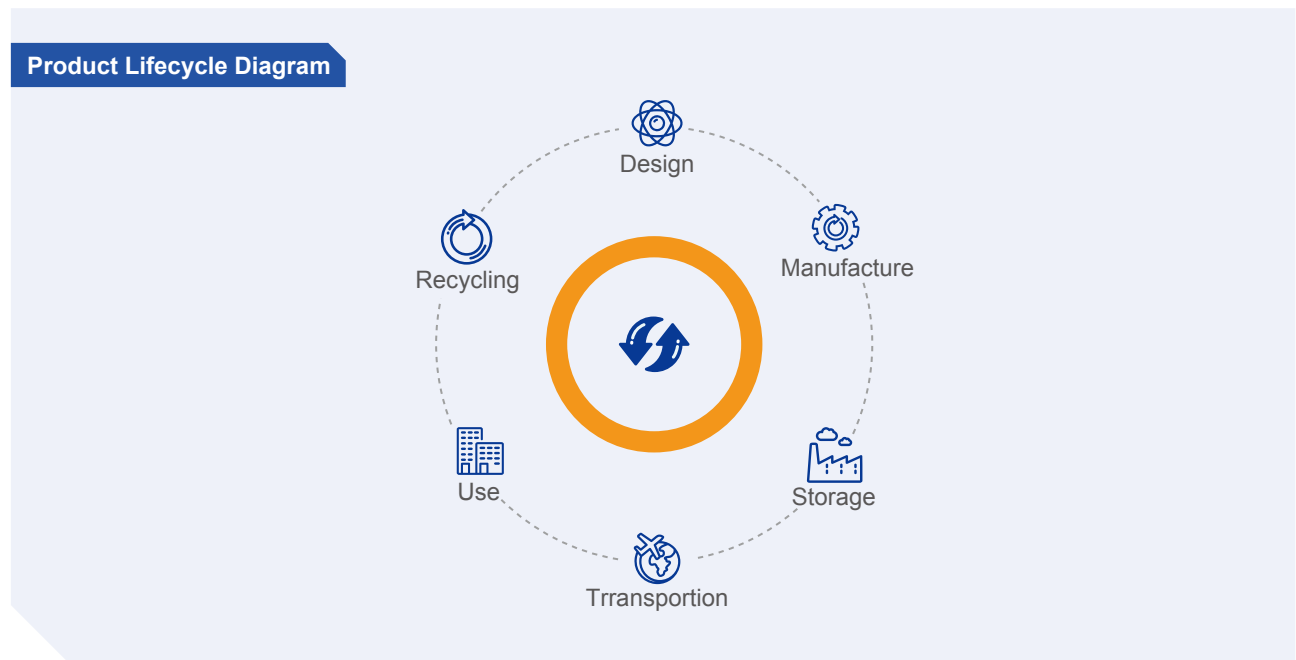 Product Lifecycle Diagram
Design
Manufacture
Storage
Trransportion
Use
Recycling